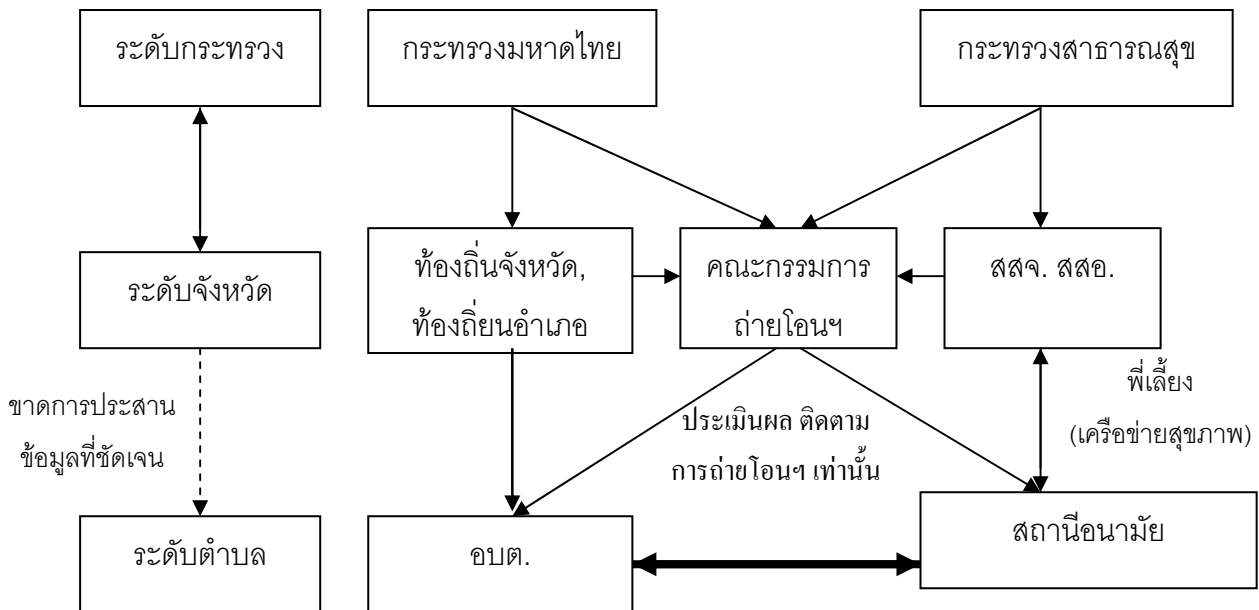 ระดับกระทรวง
กระทรวงมหาดไทย
กระทรวงสาธารณสุข
ระดับจังหวัด
ท้องถิ่นจังหวัด,
ท้องถิ่ยนอำเภอ
คณะกรรมการ
ถ่ายโอนฯ
สสจ. สสอ.
ขาดการประสาน
ข้อมูลที่ชัดเจน
ประเมินผล ติดตาม
การถ่ายโอนฯ เท่านั้น
พี่เลี้ยง
(เครือข่ายสุขภาพ)
ระดับตำบล
อบต.
สถานีอนามัย